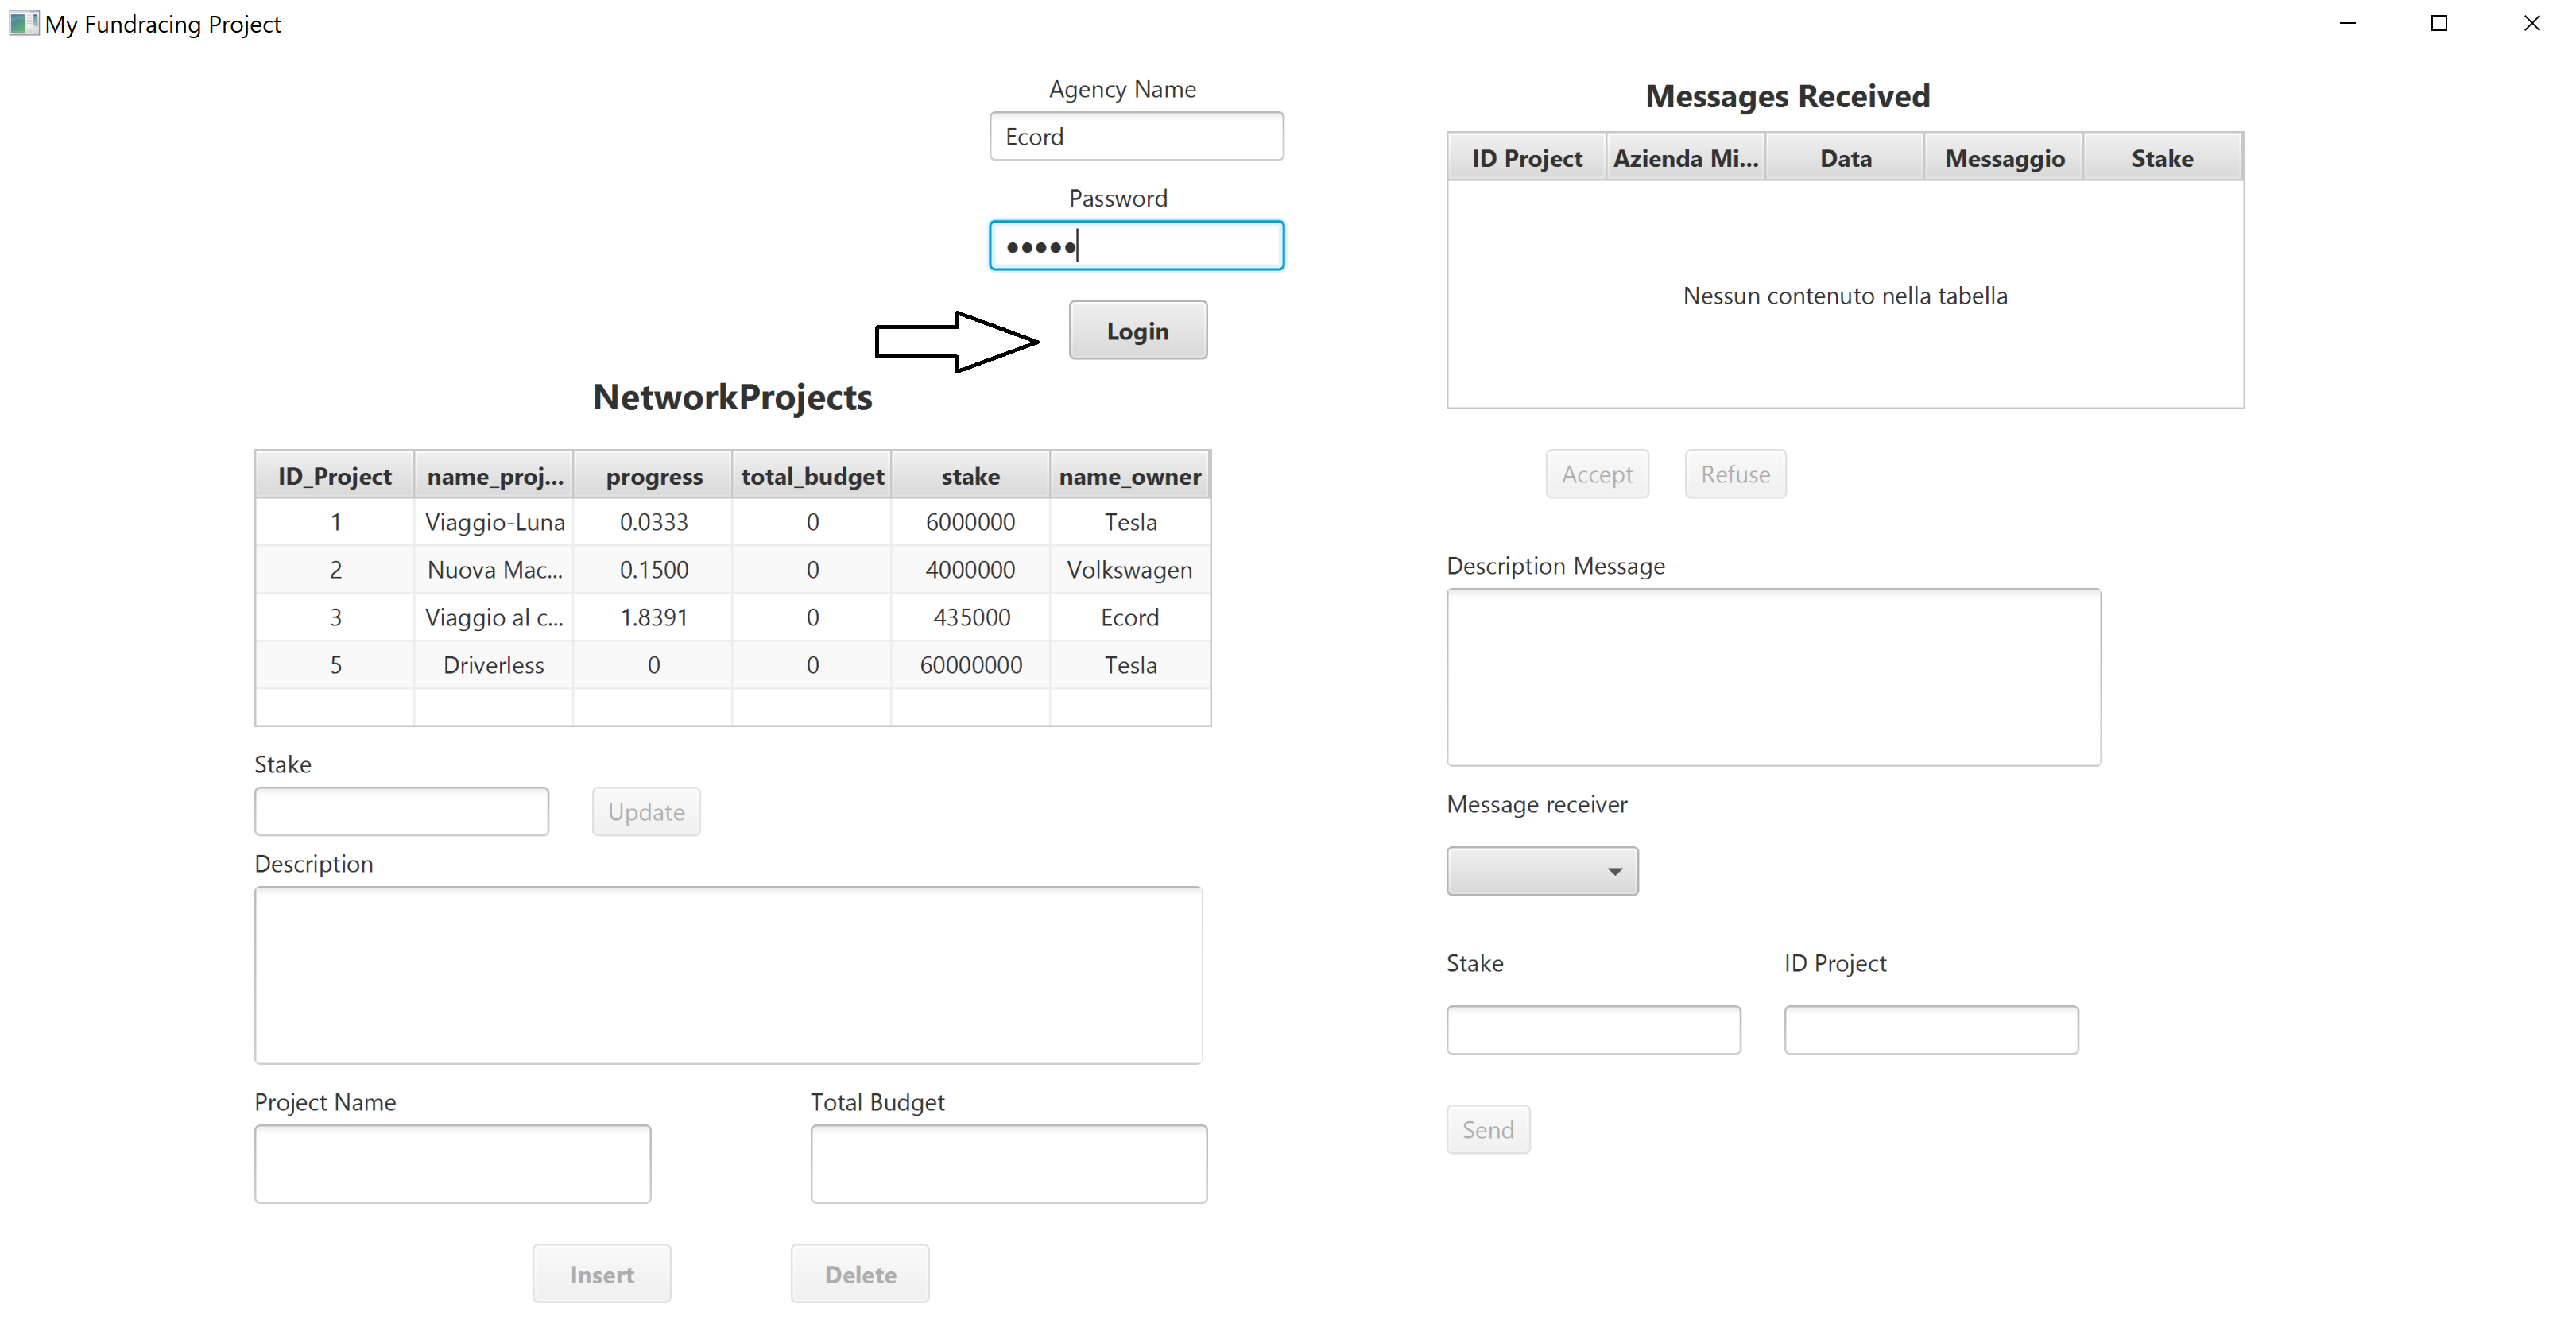 My Fundracing Project
Agency Name
Ecord
Password
•••••
Login
NetworkProjects
ID_Project name_proj... progress total_budget stake name_owner
1 Viaggio-Luna 0.0333 0 6000000 Tesla
2 Nuova Mac... 0.1500 0 4000000 Volkswagen
3 Viaggio al c... 1.8391 0 435000 Ecord
5 Driverless 0 0 60000000 Tesla
Stake
Update
Description
Project Name Total Budget
Insert Delete
Messages Received
ID Project Azienda Mi... Data Messaggio Stake
Nessun contenuto nella tabella
Accept Refuse
Description Message
Message receiver
Stake ID Project
Send